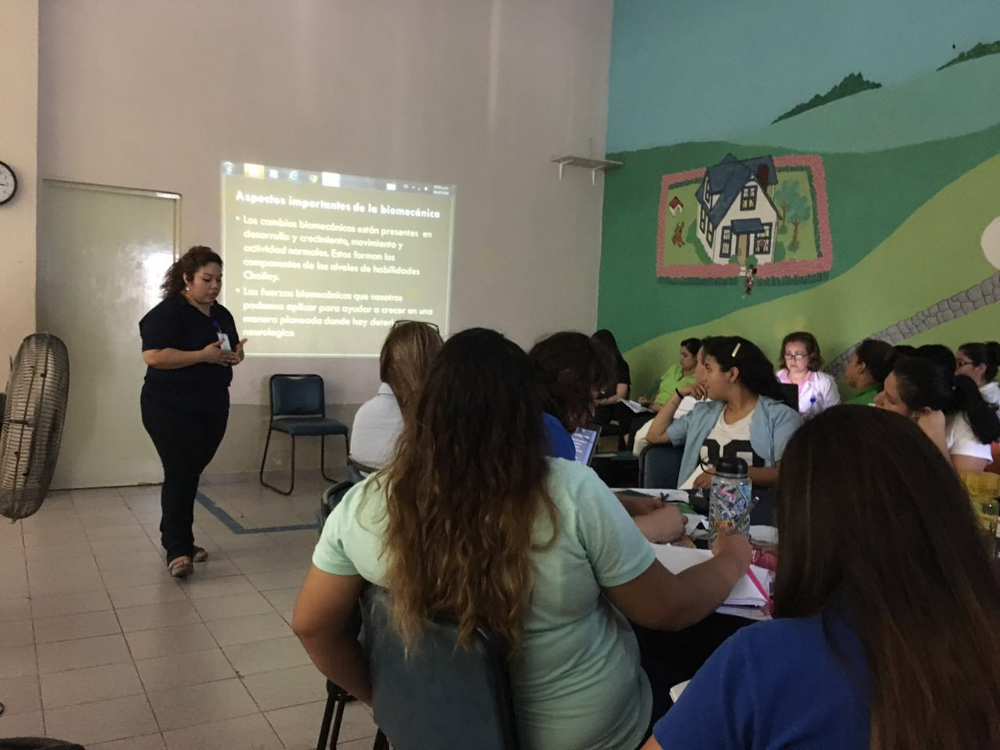 Aspectos importantes de la biomecánica
• Los cambios biomecánicos están presentes en
desarrollo y crecimiento, movimiento y
actividad normales. Estos forman los
componentes de los niveles de habilidades
Chailey.
• Las fuerzas biomecánicas que nosotros
podemos aplicar para ayudar a crecer en una
manera planeada donde hay deterio
neurologico